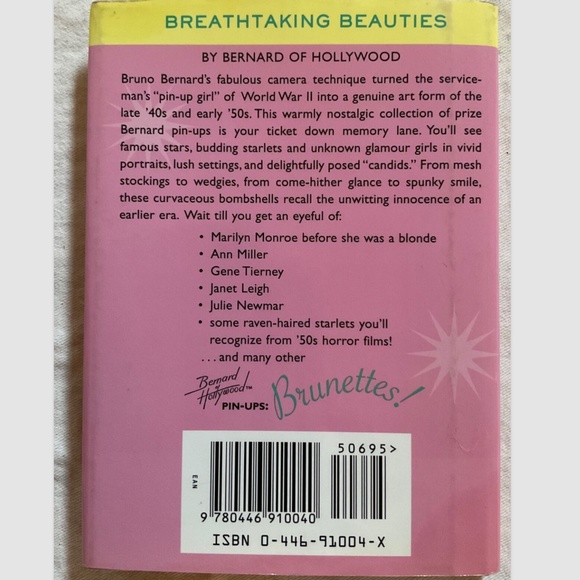 BREATHTAKING BEAUTIES
BY BERNARD OF HOLLYWOOD
Bruno Bernard's fabulous camera technique turned the service-
man's "pin-up girl" of World War II into a genuine art form of the
late '40s and early '50s. This warmly nostalgic collection of prize
Bernard pin-ups is your ticket down memory lane. You'll see
famous stars, budding starlets and unknown glamour girls in vivid
portraits, lush settings, and delightfully posed "candids." From mesh
stockings to wedgies, from come-hither glance to spunky smile,
these curvaceous bombshells recall the unwitting innocence of an
earlier era. Wait till you get an eyeful of:
• Marilyn Monroe before she was a blonde
• Ann Miller
• Gene Tierney
• Janet Leigh
• Julie Newmar
• some raven-haired starlets you'll
recognize from '50s horror films!
. . . and many other
Bernard
of
Hollywood™
PIN-UPS: Brunettes!
50695>
EAN
9 780446 910040
ISBN 0-446-91004-X